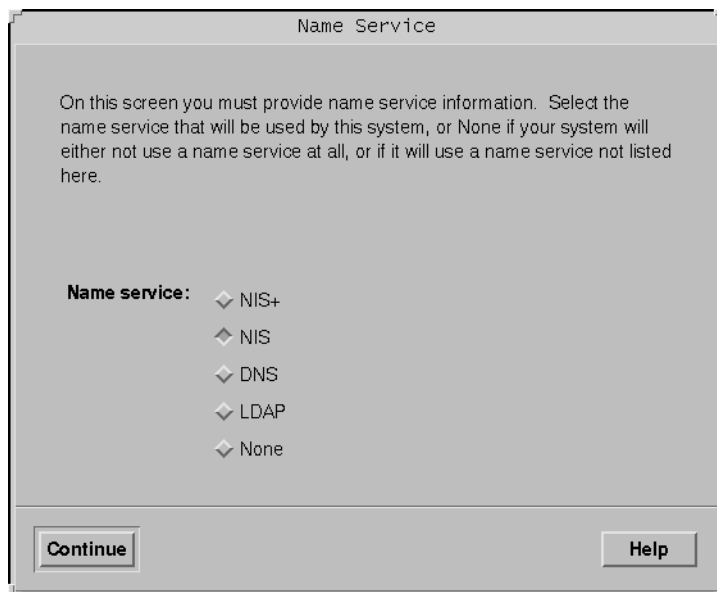 Name Service
On this screen you must provide name service information. Select the
name service that will be used by this system, or None if your system will
either not use a name service at all, or if it will use a name service not listed
here.
Name service:
NIS+
NIS
DNS
LDAP
None
Continue
Help